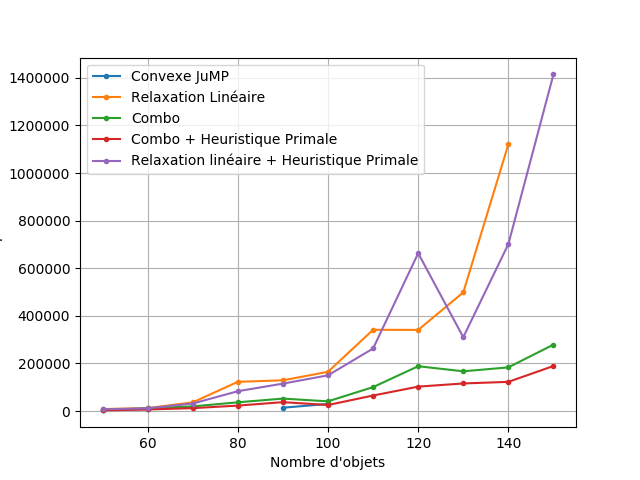 Convexe JuMP
Relaxation Linéaire
Combo
Combo + Heuristique Primale
Relaxation linéaire + Heuristique Primale
1400000
1200000
1000000
800000
600000
400000
200000
0
60 80 100 120 140
Nombre d'objets